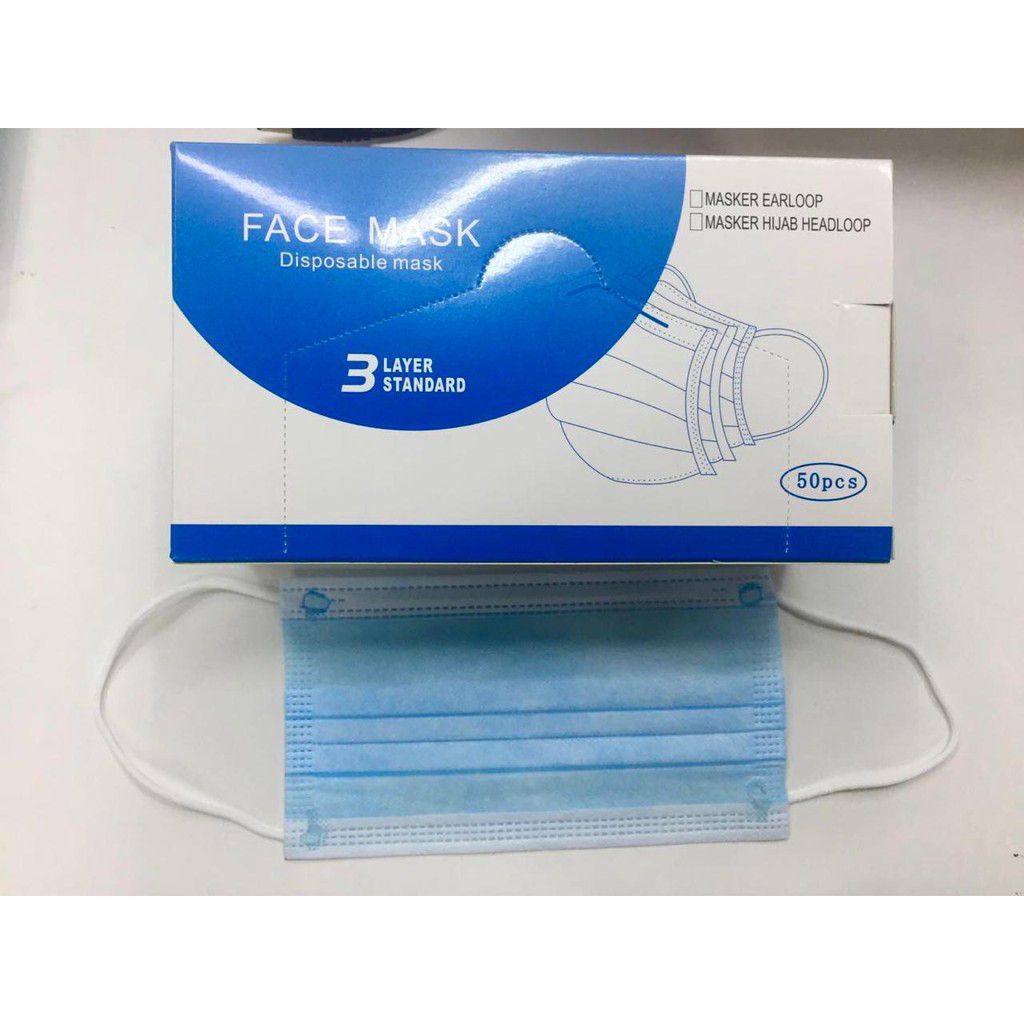 FACE MASK
Disposable mask
3 LAYER
STANDARD
MASKER EARLOOP
MASKER HIJAB HEADLOOP
50pcs